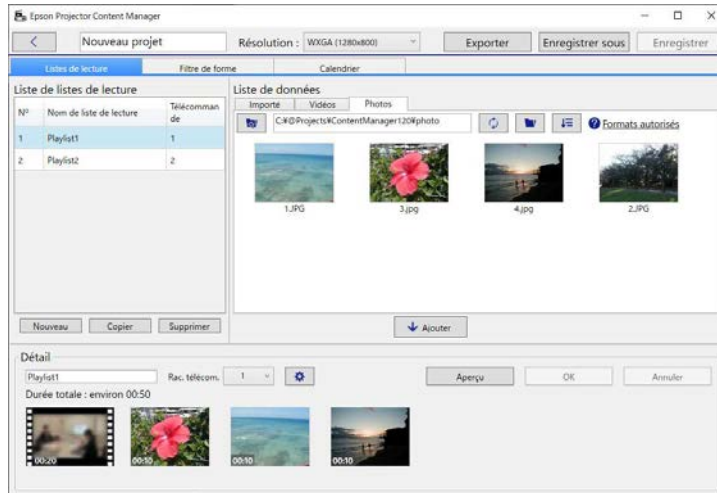 Epson Projector Content Manager
Nouveau projet Résolution : WXGA (1280x800) Exporter Enregistrer sous Enregistrer
Listes de lecture Filtre de forme Calendrier
Liste de listes de lecture Liste de données
Importé Vidéos Photos
Nº Nom de liste de lecture Télécomman
de
C:¥@Projects¥ContentManager120¥photo Formats autorisés
1 Playlist1 1
2 Playlist2 2
1.JPG 3.jpg 4.jpg 2.JPG
Nouveau Copier Supprimer Ajouter
Détail
Playlist1 Rac. télécom. 1 Aperçu OK Annuler
Durée totale : environ 00:50
00:20 00:10 00:10 00:10